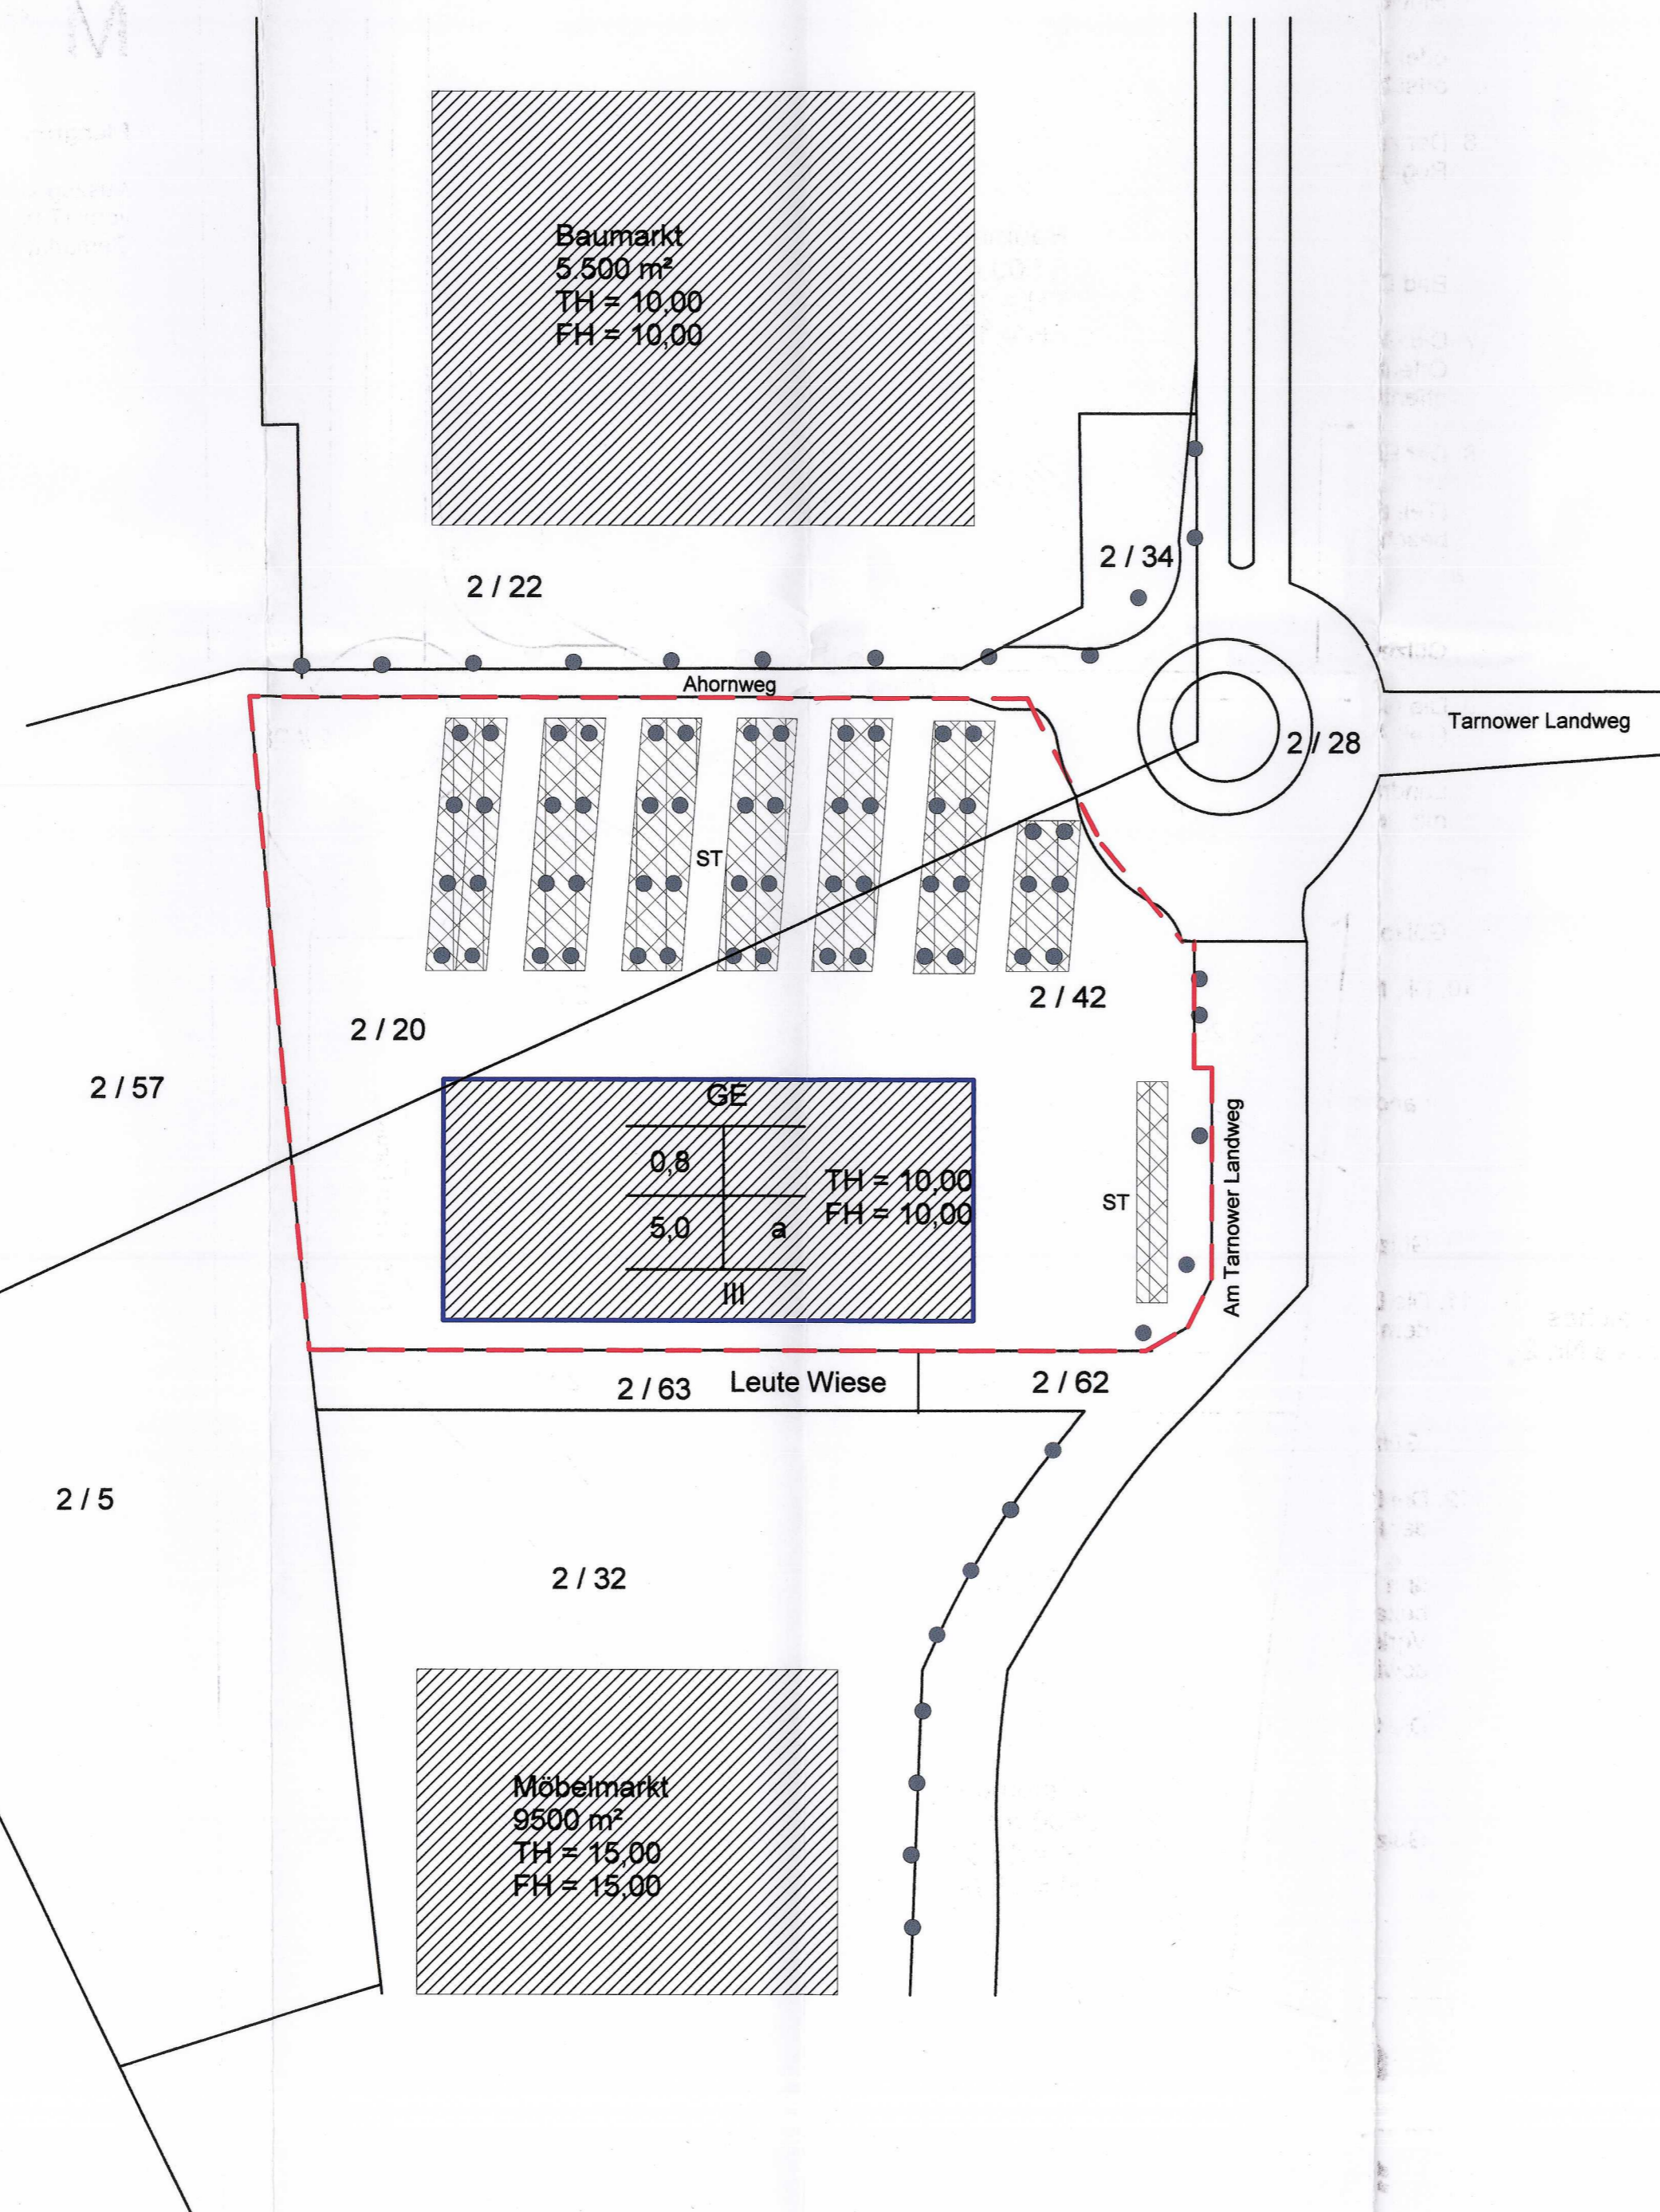 M
Baumarkt
5.500 m²
TH = 10,00
FH = 10,00
2 / 34
2 / 22
Ahornweg
Tarnower Landweg
2 / 28
ST
2 / 42
2 / 20
2 / 57
GE
0,8
TH = 10,00
FH = 10,00
5,0
a
III
ST
Am Tarnower Landweg
2 / 63
Leute Wiese
2 / 62
2 / 5
2 / 32
Möbelmarkt
9500 m²
TH = 15,00
FH = 15,00